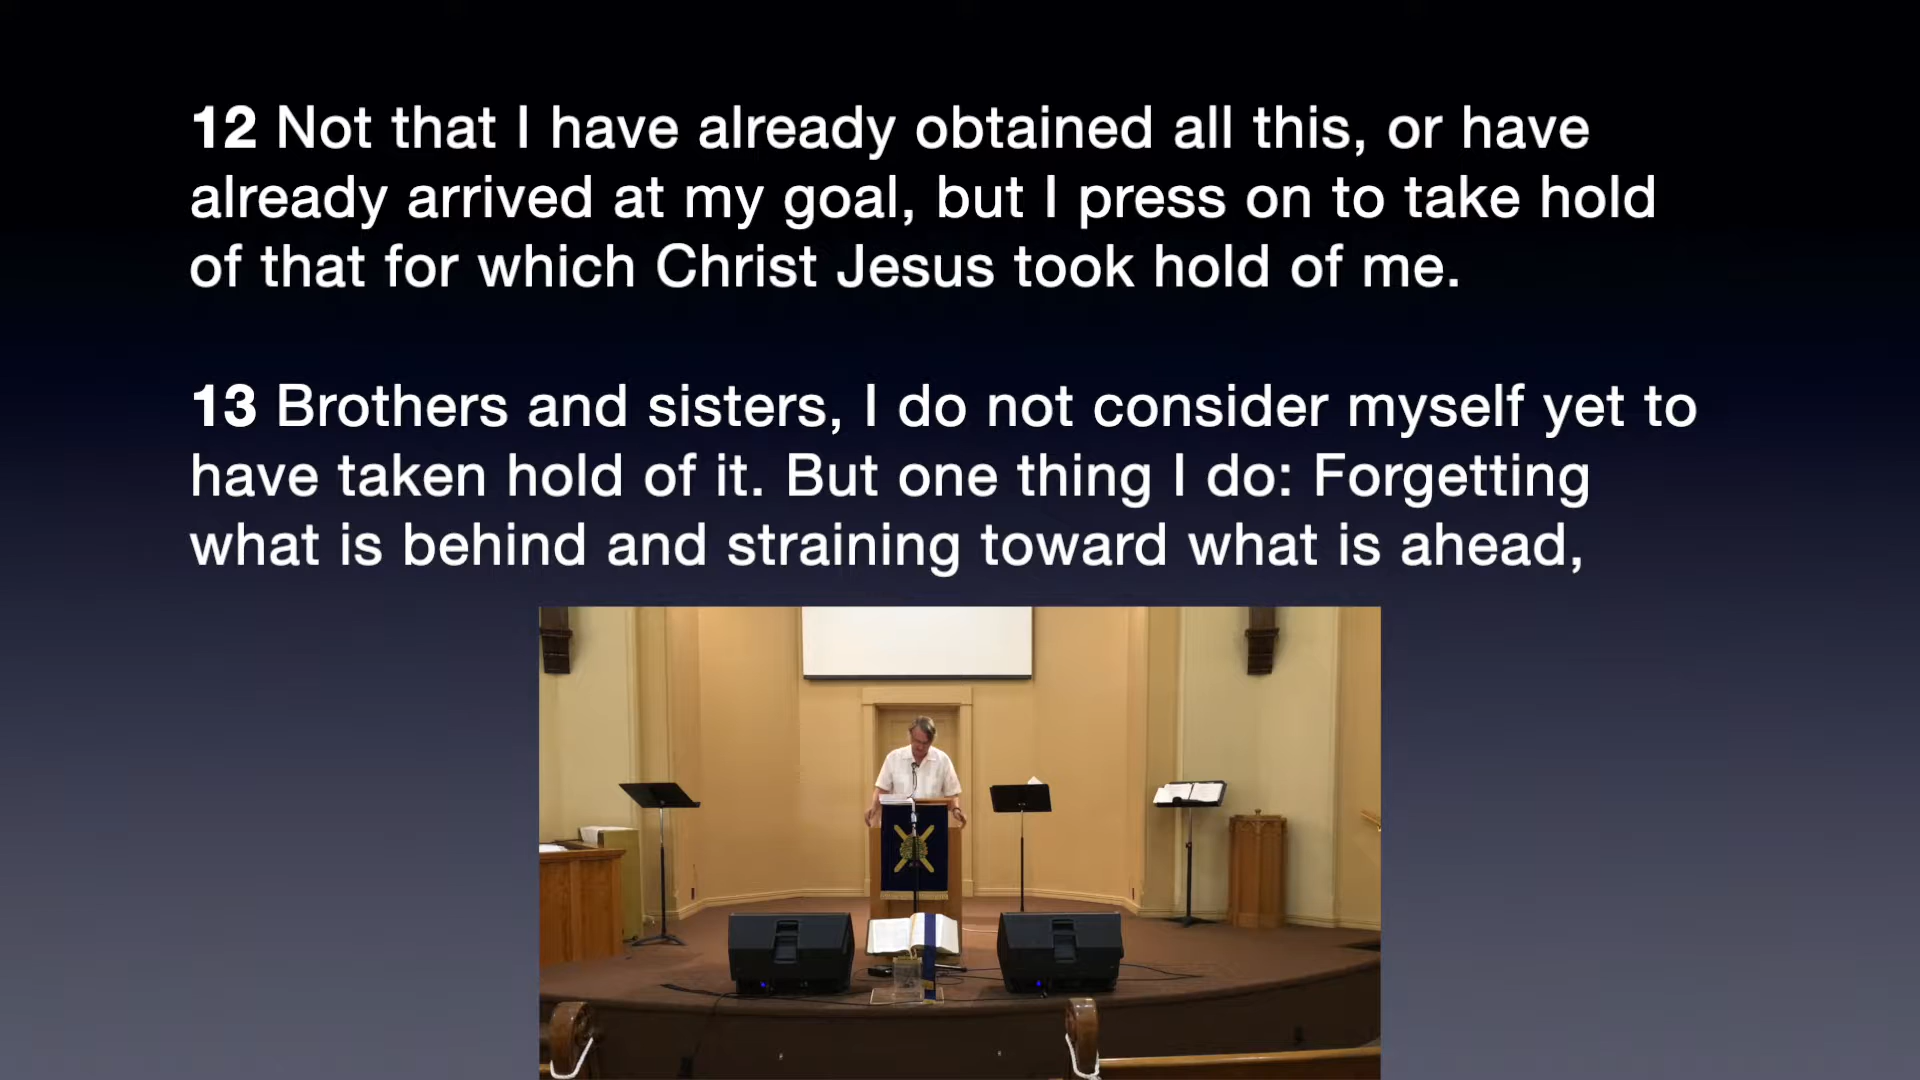 12 Not that I have already obtained all this, or have
already arrived at my goal, but I press on to take hold
of that for which Christ Jesus took hold of me.
13 Brothers and sisters, I do not consider myself yet to
have taken hold of it. But one thing I do: Forgetting
what is behind and straining toward what is ahead,